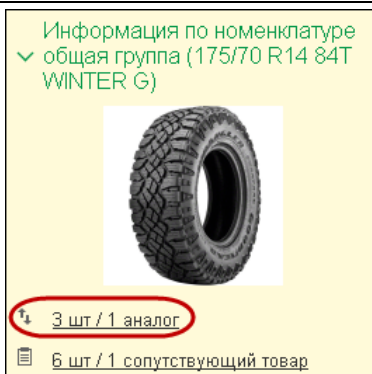 Информация по номенклатуре
общая группа (175/70 R14 84T
WINTER G)
3 шт / 1 аналог
6 шт / 1 сопутствующий товар